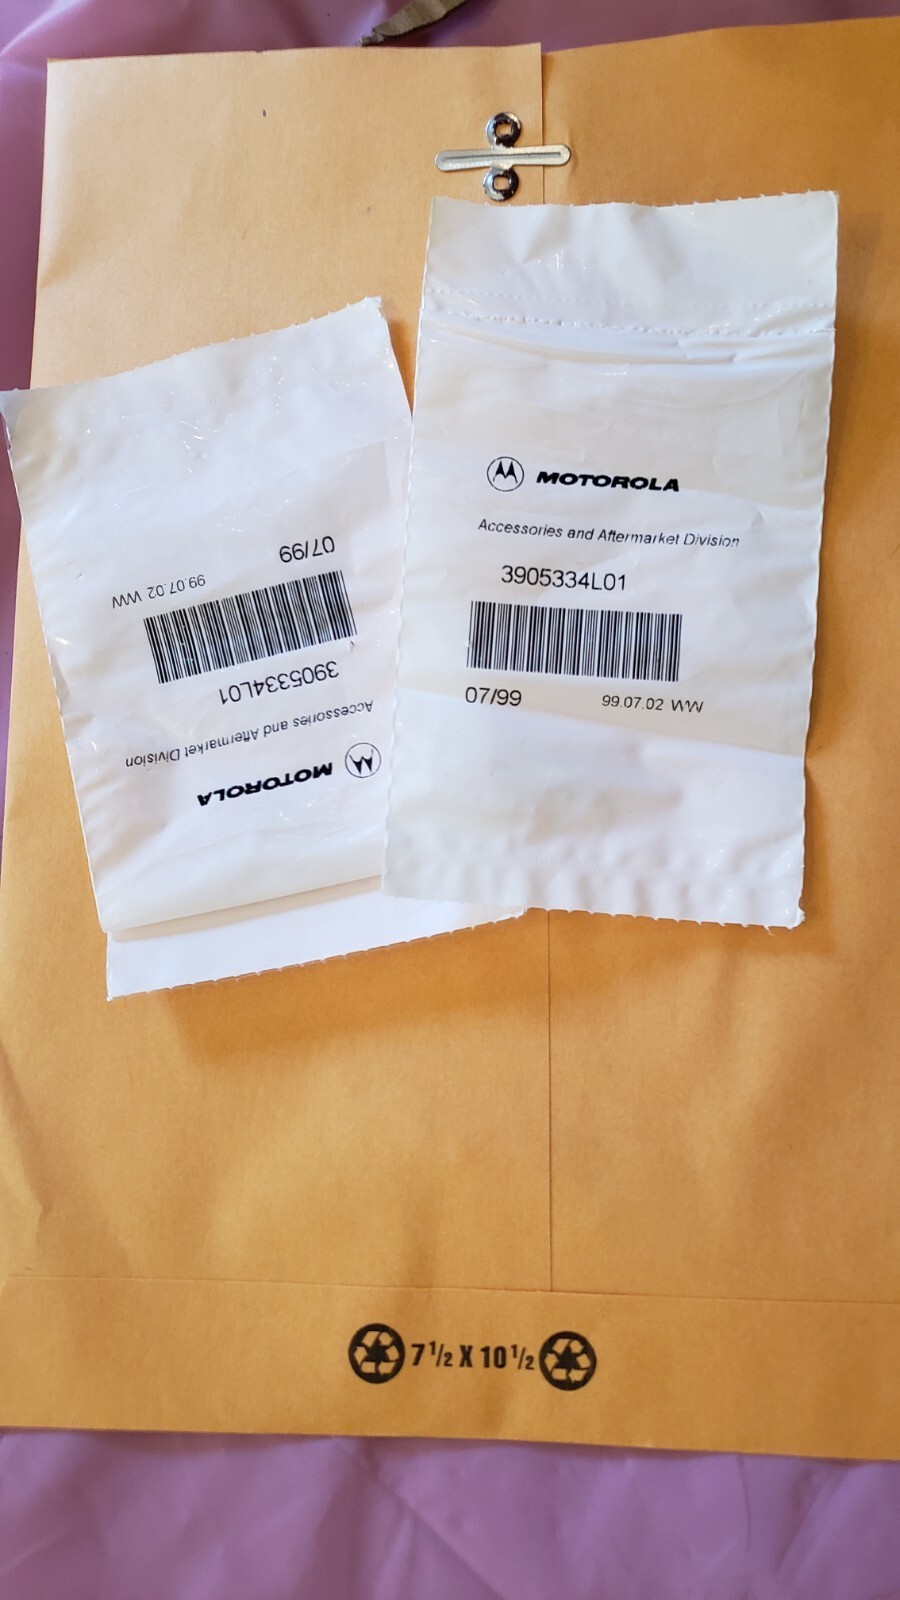 MOTOROLA
Accessories and Aftermarket Division
3905334L01
07/99 99.07.02 WW
MOTOROLA
Accessories and Aftermarket Division
3905334L01
07/99 99.07.02 WW
7 1/2 X 10 1/2